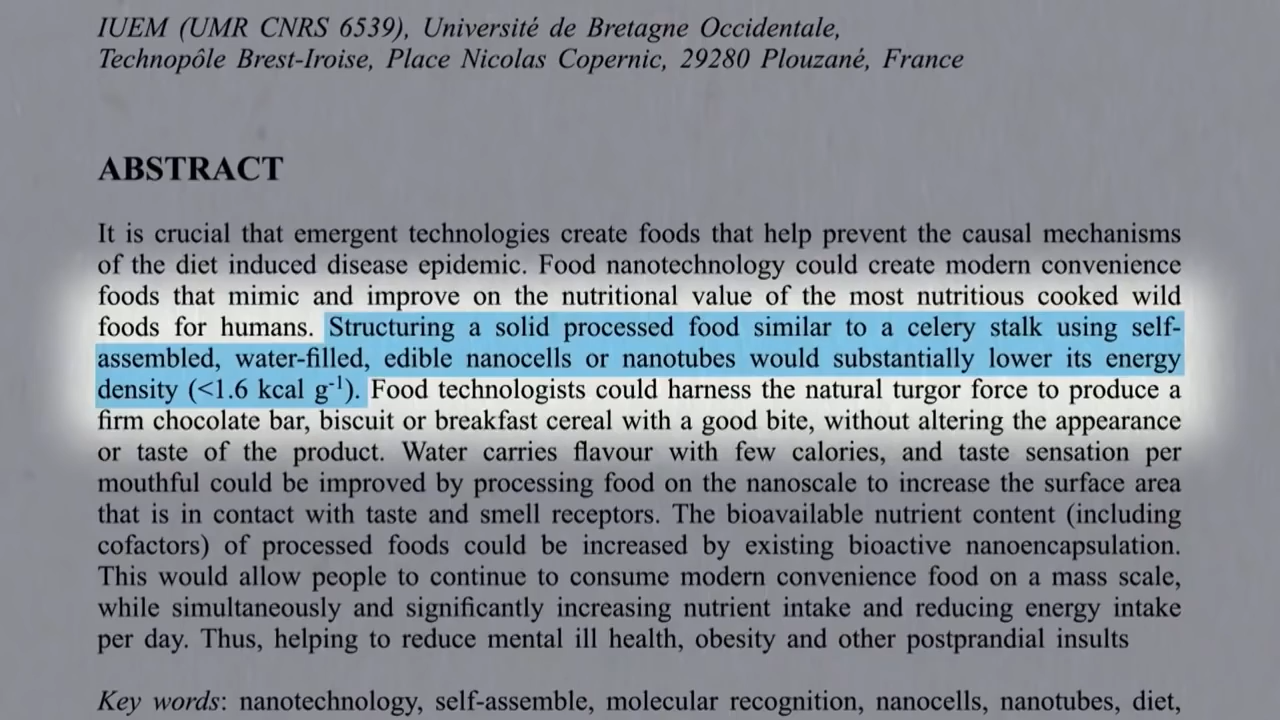 IUEM (UMR CNRS 6539), Université de Bretagne Occidentale,
Technopôle Brest-Iroise, Place Nicolas Copernic, 29280 Plouzané, France
ABSTRACT
It is crucial that emergent technologies create foods that help prevent the causal mechanisms
of the diet induced disease epidemic. Food nanotechnology could create modern convenience
foods that mimic and improve on the nutritional value of the most nutritious cooked wild
foods for humans. Structuring a solid processed food similar to a celery stalk using self-
assembled, water-filled, edible nanocells or nanotubes would substantially lower its energy
density (<1.6 kcal g⁻¹). Food technologists could harness the natural turgor force to produce a
firm chocolate bar, biscuit or breakfast cereal with a good bite, without altering the appearance
or taste of the product. Water carries flavour with few calories, and taste sensation per
mouthful could be improved by processing food on the nanoscale to increase the surface area
that is in contact with taste and smell receptors. The bioavailable nutrient content (including
cofactors) of processed foods could be increased by existing bioactive nanoencapsulation.
This would allow people to continue to consume modern convenience food on a mass scale,
while simultaneously and significantly increasing nutrient intake and reducing energy intake
per day. Thus, helping to reduce mental ill health, obesity and other postprandial insults
Key words: nanotechnology, self-assemble, molecular recognition, nanocells, nanotubes, diet,